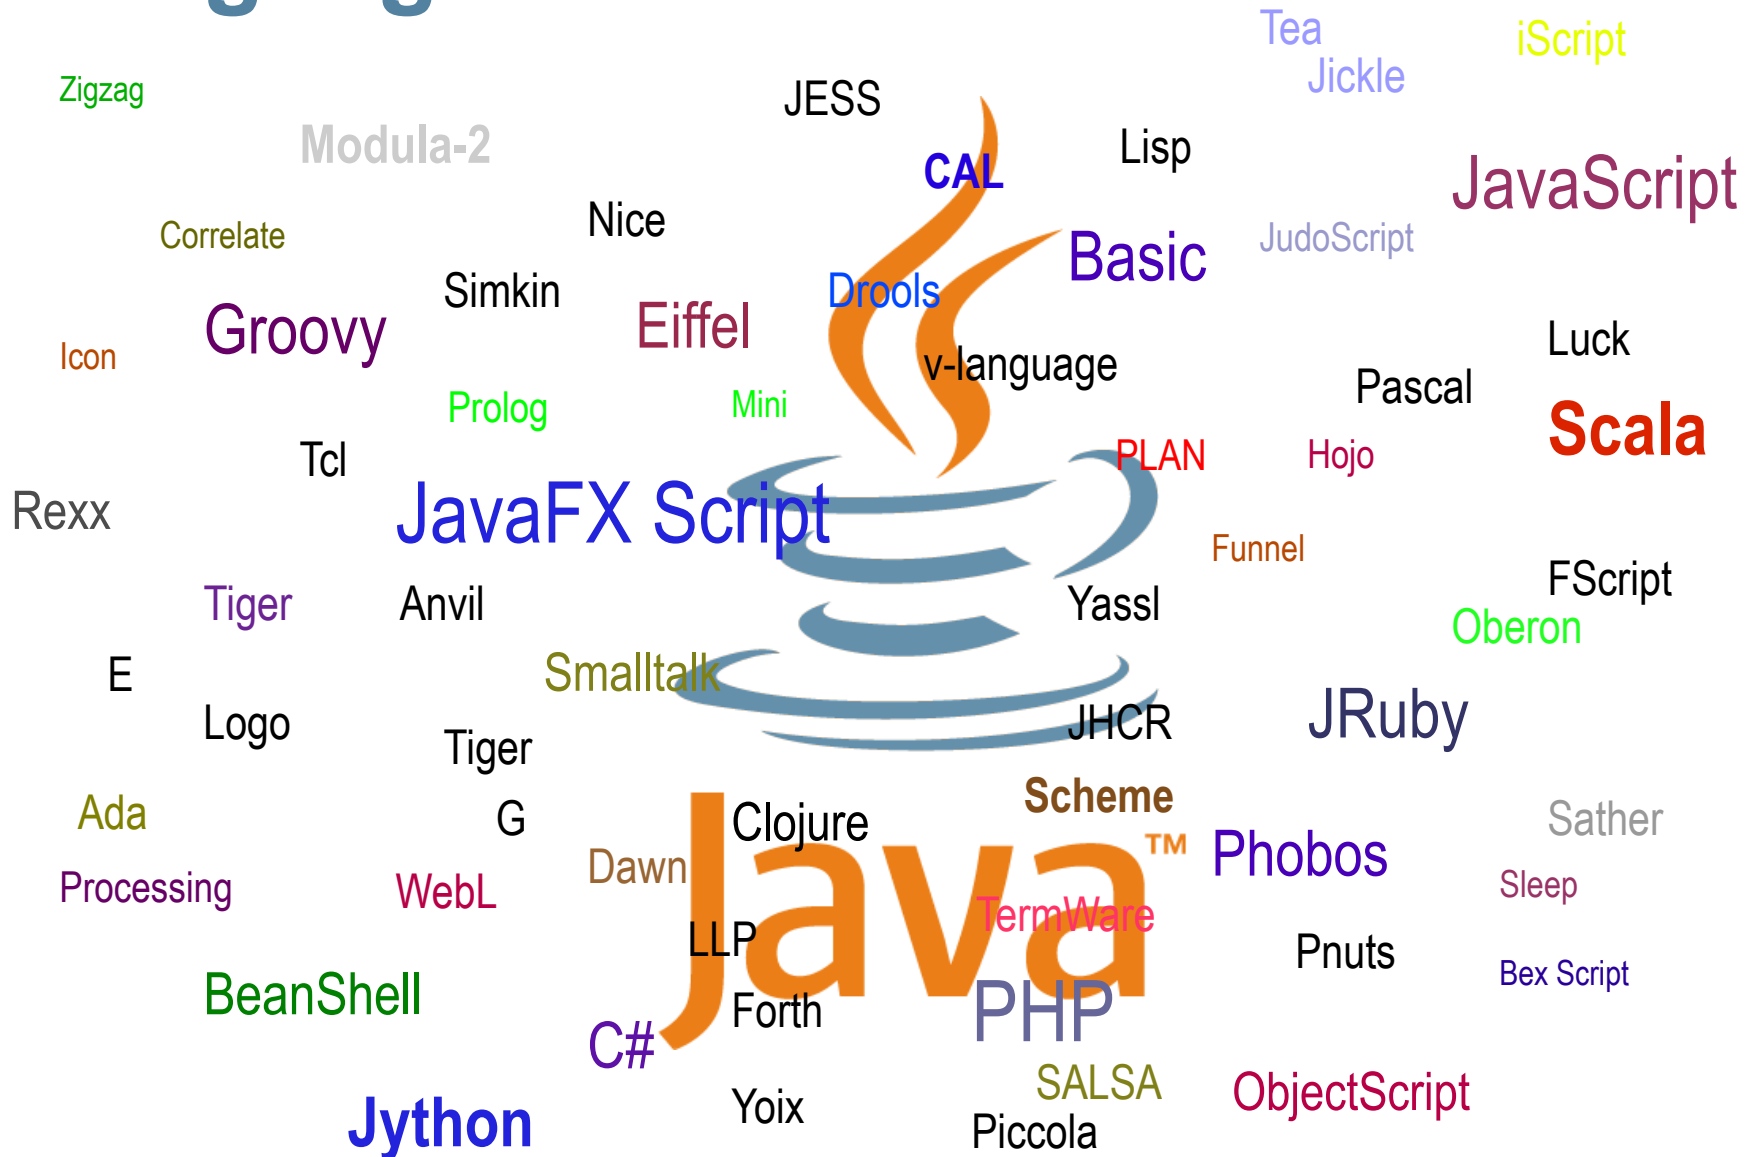 Tea
iScript
Jickle
Zigzag
JESS
Modula-2
Lisp
CAL
JavaScript
Nice
Correlate
JudoScript
Basic
Simkin
Drools
Groovy
Eiffel
Luck
Icon
v-language
Pascal
Prolog
Mini
Scala
Tcl
PLAN
Hojo
Rexx
JavaFX Script
Funnel
FScript
Tiger
Anvil
Yassl
Oberon
E
Smalltalk
Logo
JHCR
JRuby
Tiger
Scheme
Ada
G
Clojure
Sather
Java™
Phobos
Dawn
Processing
WebL
Sleep
TermWare
LLP
Pnuts
Bex Script
BeanShell
Forth
PHP
C#
SALSA
ObjectScript
Yoix
Jython
Piccola